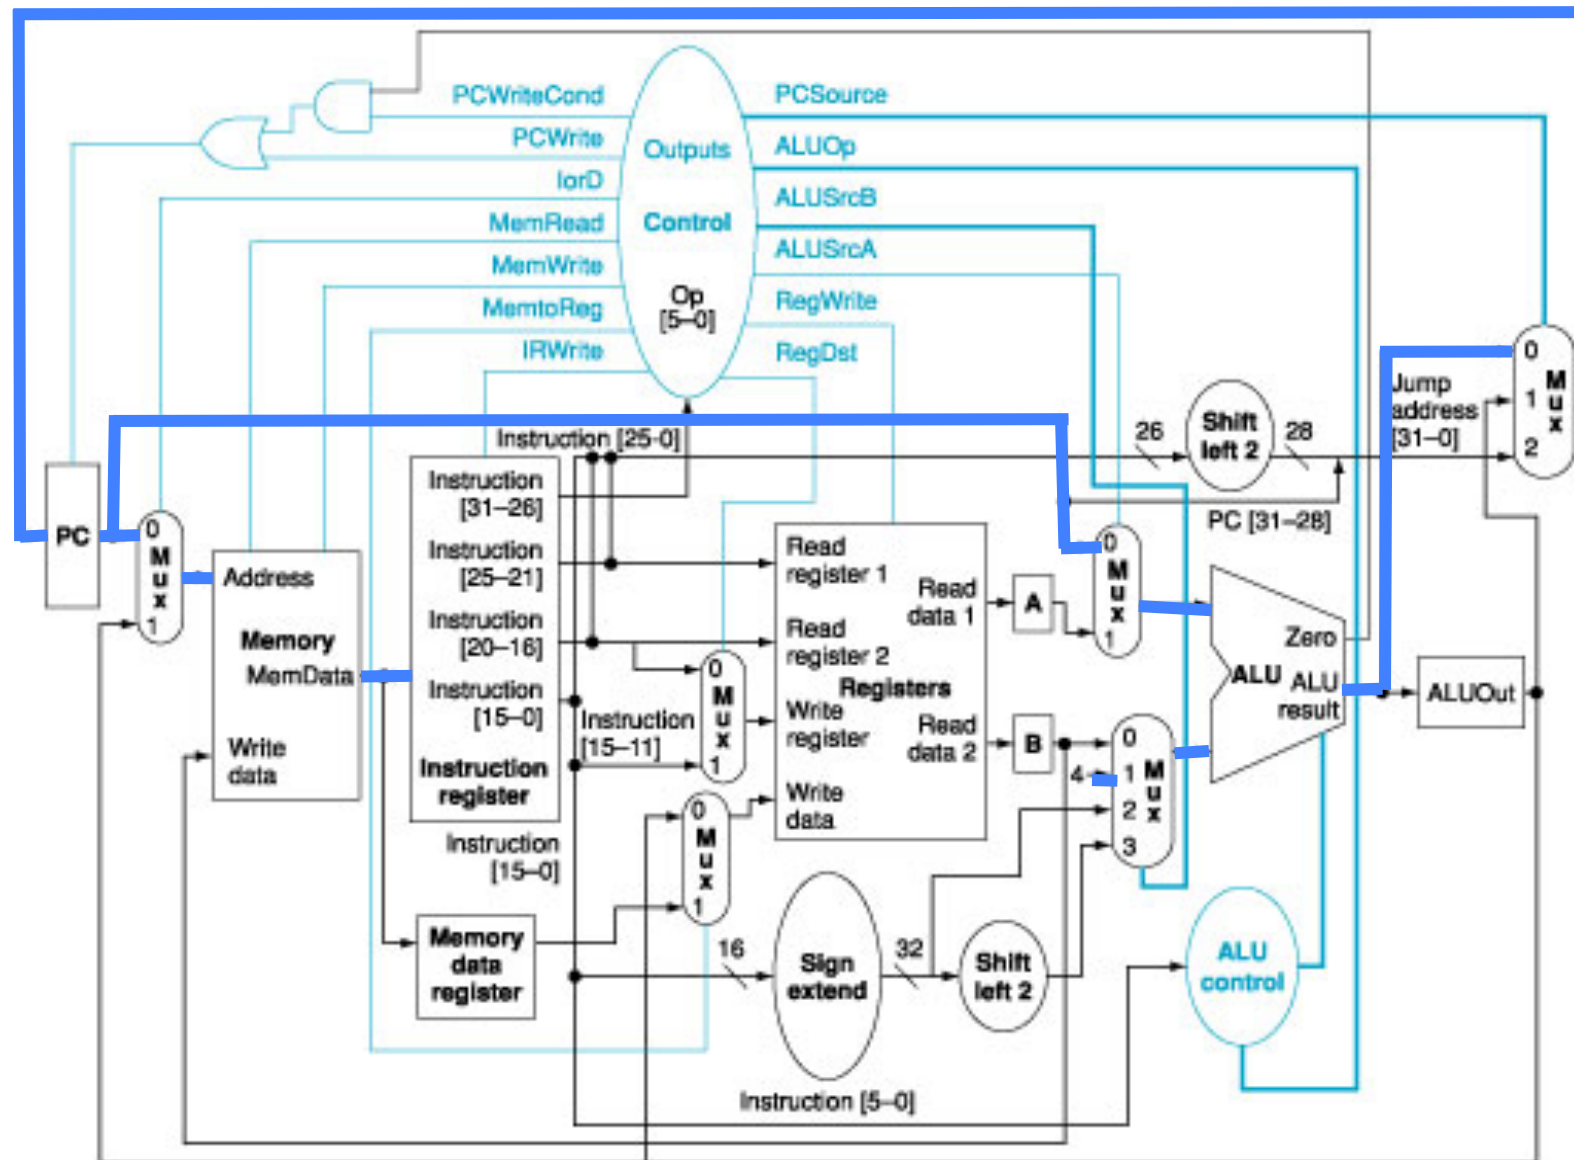 PCWriteCond
PCSource
PCWrite
Outputs
ALUOp
IorD
ALUSrcB
MemRead
Control
ALUSrcA
MemWrite
Op
[5–0]
MemtoReg
RegWrite
IRWrite
RegDst
0
1
2
M
u
x
Jump
address
[31–0]
26
Shift
left 2
28
Instruction [25-0]
PC [31–28]
PC
0
M
u
x
1
Address
Memory
MemData
Write
data
Instruction
[31–26]
Instruction
[25–21]
Instruction
[20–16]
Instruction
[15–0]
Instruction
register
Instruction
[15–11]
0
M
u
x
1
Read
register 1
Read
register 2
Registers
Write
register
Write
data
Read
data 1
Read
data 2
A
B
0
M
u
x
1
4
0
1
2
3
M
u
x
Zero
ALU
ALU
result
ALUOut
Instruction
[15–0]
0
M
u
x
1
Memory
data
register
16
Sign
extend
32
Shift
left 2
ALU
control
Instruction [5–0]